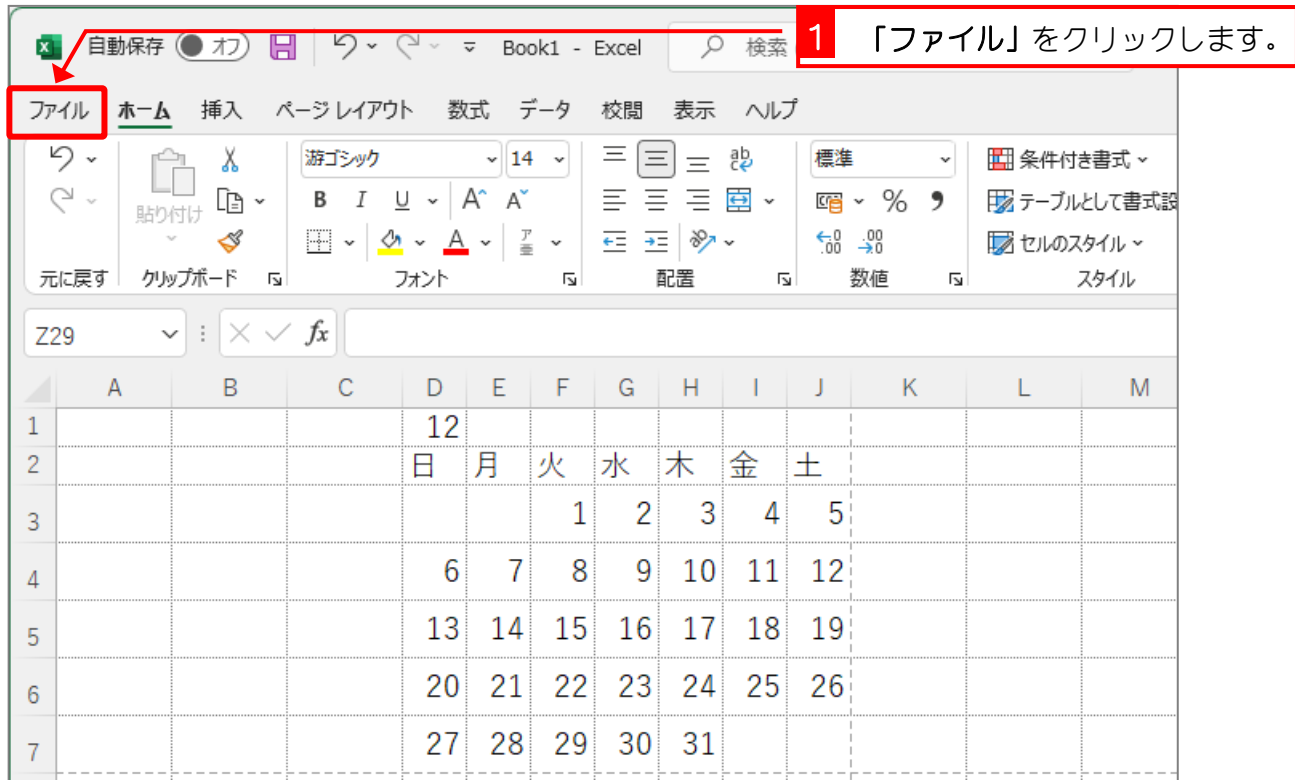 自動保存 オフ Book1 - Excel 検索
1 「ファイル」をクリックします。
ファイル ホーム 挿入 ページ レイアウト 数式 データ 校閲 表示 ヘルプ
游ゴシック 14 ab c 標準 条件付き書式
貼り付け B I U A A % テーブルとして書式設
A ア 亜 .00 .00 セルのスタイル
元に戻す クリップボード フォント 配置 数値 スタイル
Z29 fx
A B C D E F G H I J K L M
1 12
2 日 月 火 水 木 金 土
3 1 2 3 4 5
4 6 7 8 9 10 11 12
5 13 14 15 16 17 18 19
6 20 21 22 23 24 25 26
7 27 28 29 30 31